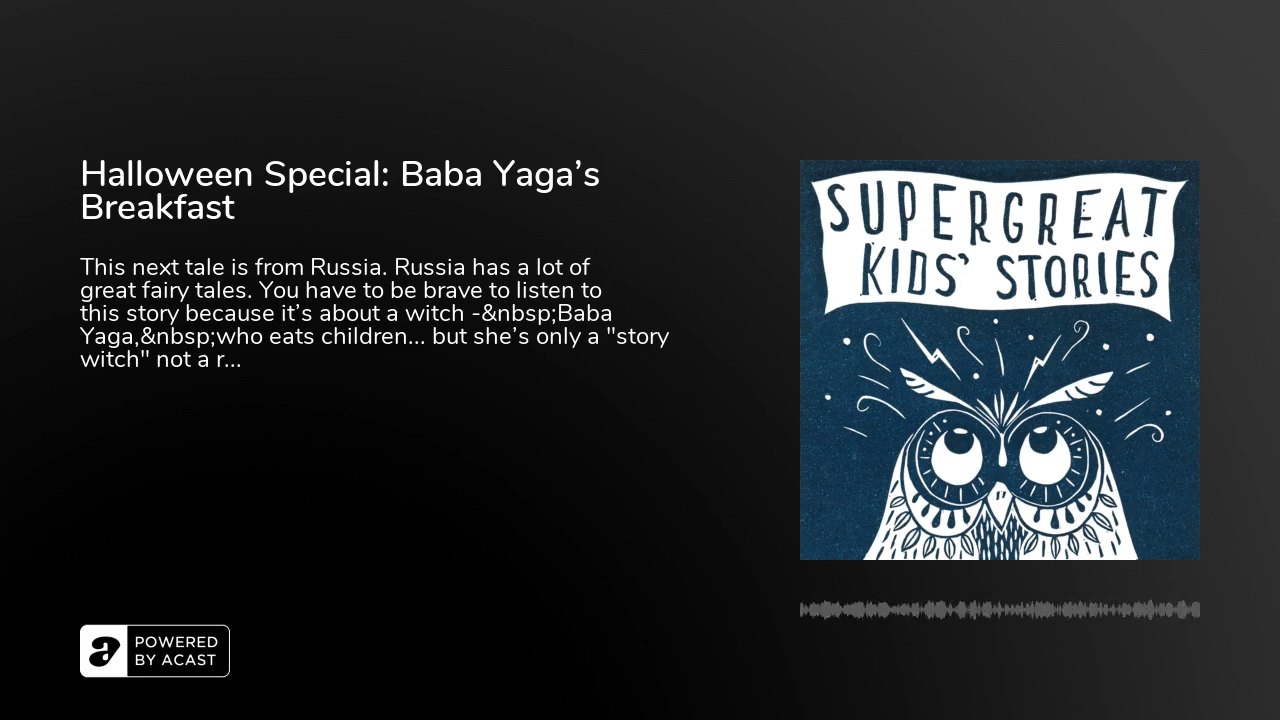 Halloween Special: Baba Yaga’s
Breakfast
This next tale is from Russia. Russia has a lot of
great fairy tales. You have to be brave to listen to
this story because it’s about a witch -&nbsp;Baba
Yaga,&nbsp;who eats children... but she’s only a "story
witch" not a r...
SUPERGREAT
KIDS’ STORIES
a
POWERED
BY ACAST